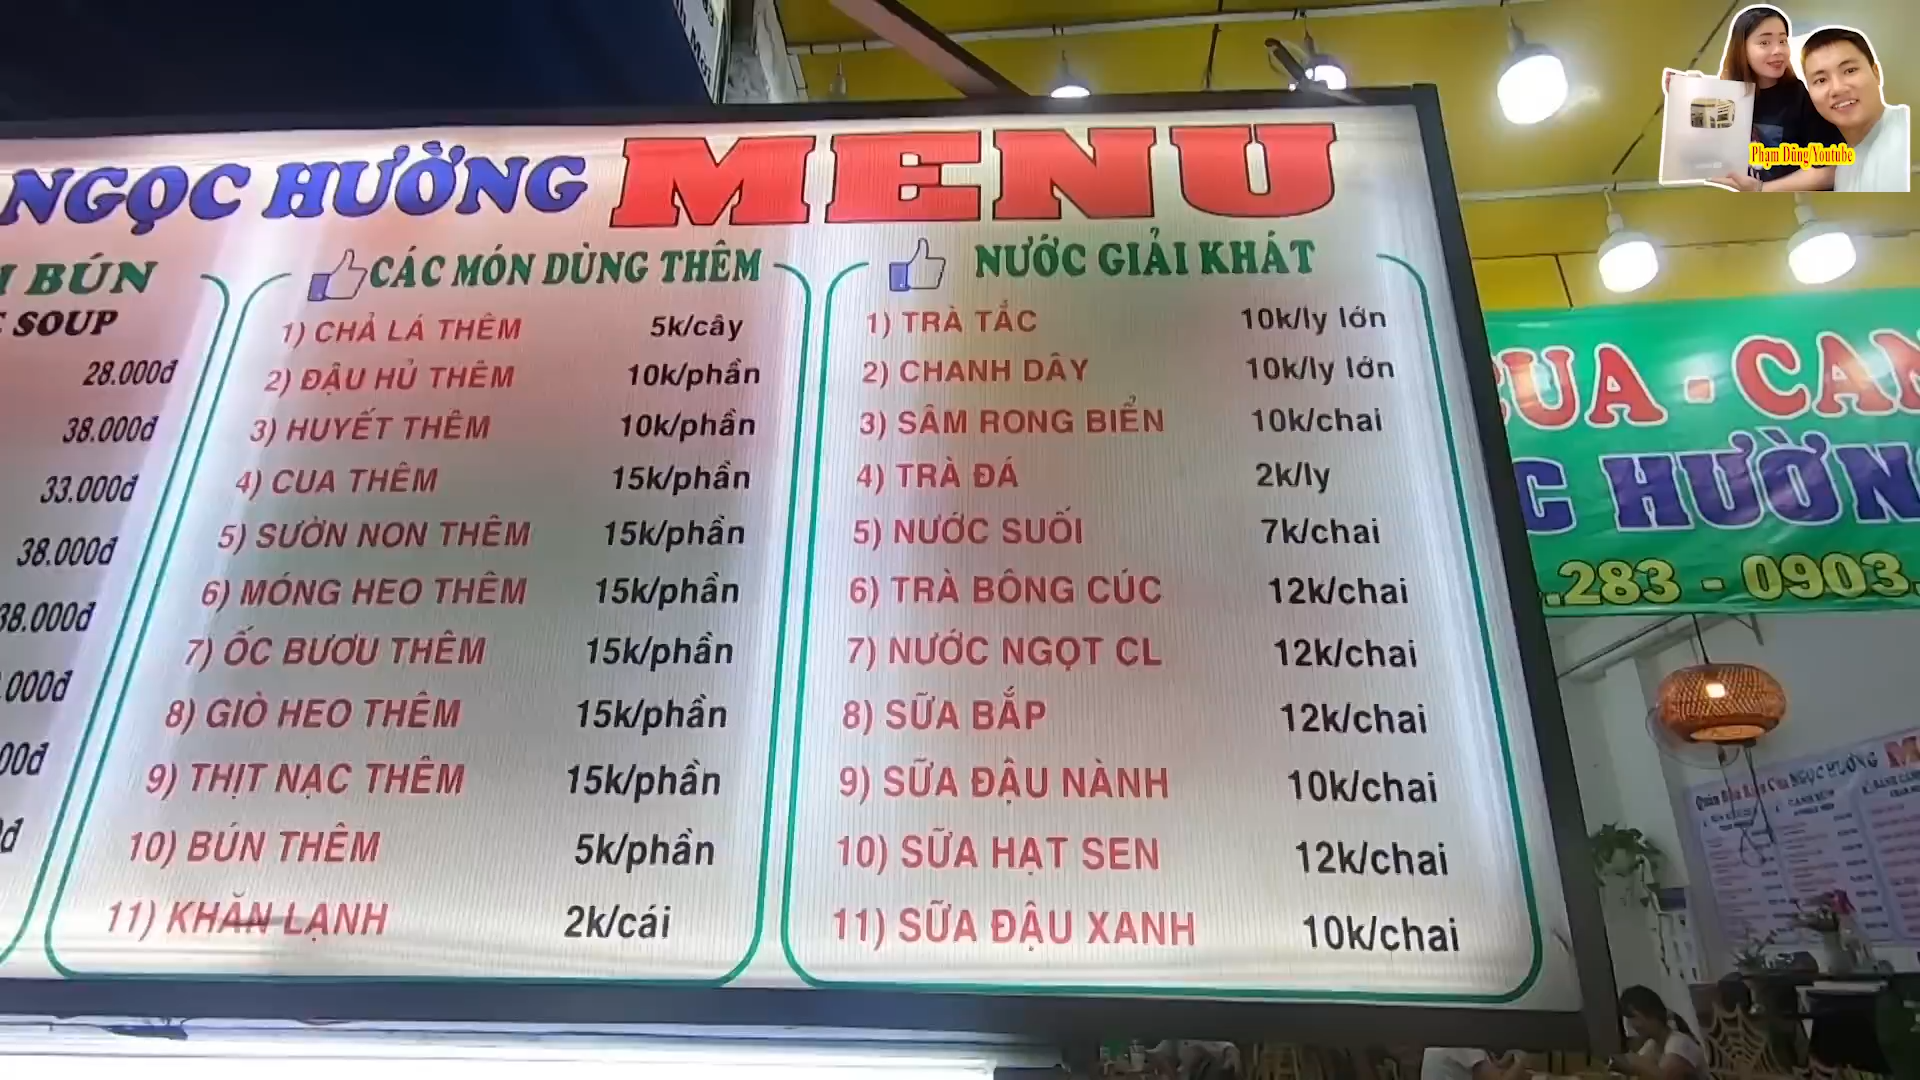 NGỌC HƯỜNG MENU
BÚN
SOUP
28.000đ
38.000đ
33.000đ
38.000đ
38.000đ
.000đ
00đ
CÁC MÓN DÙNG THÊM
1) CHẢ LÁ THÊM 5k/cây
2) ĐẬU HỦ THÊM 10k/phần
3) HUYẾT THÊM 10k/phần
4) CUA THÊM 15k/phần
5) SƯỜN NON THÊM 15k/phần
6) MÓNG HEO THÊM 15k/phần
7) ỐC BƯƠU THÊM 15k/phần
8) GIÒ HEO THÊM 15k/phần
9) THỊT NẠC THÊM 15k/phần
10) BÚN THÊM 5k/phần
11) KHĂN LẠNH 2k/cái
NƯỚC GIẢI KHÁT
1) TRÀ TẮC 10k/ly lớn
2) CHANH DÂY 10k/ly lớn
3) SÂM RONG BIỂN 10k/chai
4) TRÀ ĐÁ 2k/ly
5) NƯỚC SUỐI 7k/chai
6) TRÀ BÔNG CÚC 12k/chai
7) NƯỚC NGỌT CL 12k/chai
8) SỮA BẮP 12k/chai
9) SỮA ĐẬU NÀNH 10k/chai
10) SỮA HẠT SEN 12k/chai
11) SỮA ĐẬU XANH 10k/chai
Phạm Dũng Youtube
CUA - CAN
C HƯỜN
.283 - 0903.
NGỌC HƯỜNG